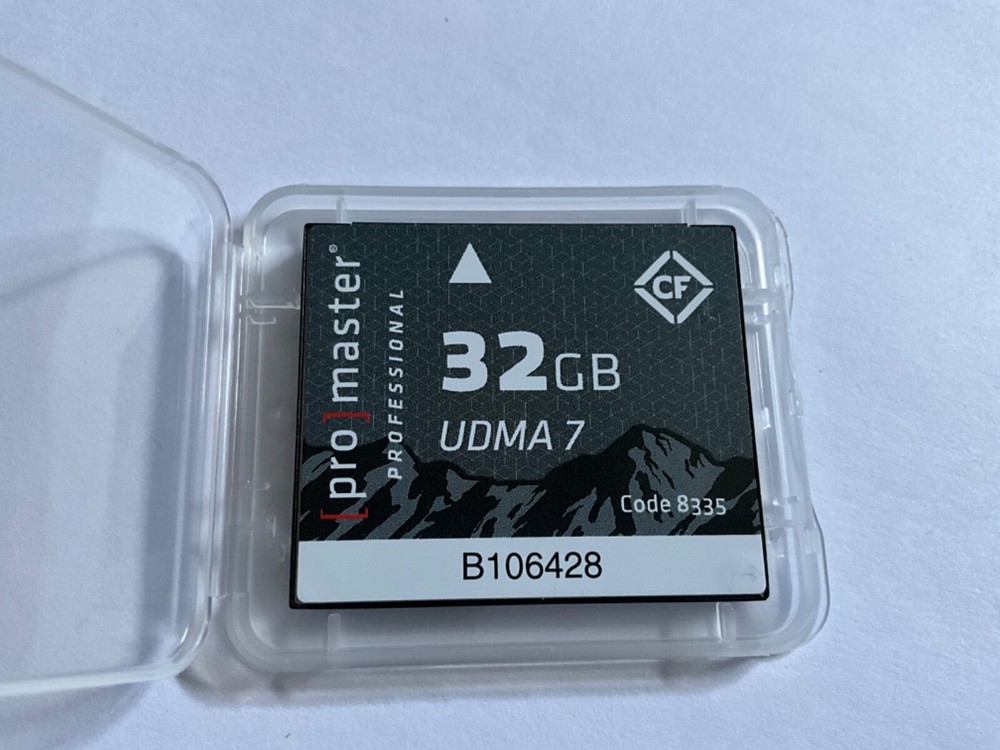 [pro]master®
PROFESSIONAL
CF
32GB
UDMA 7
Code 8335
B106428